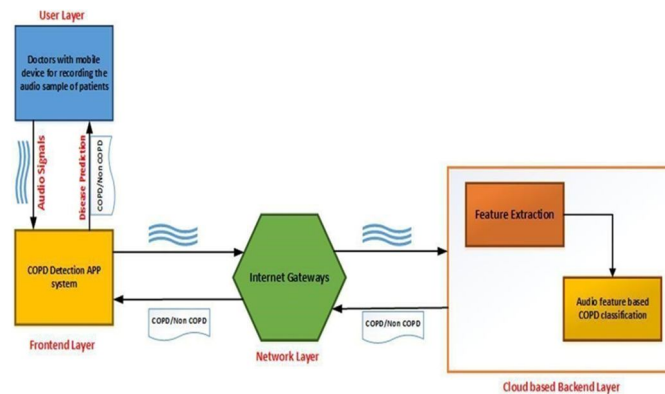 User Layer
Doctors with mobile
device for recording the
audio sample of patients
Audio Signals
Disease Prediction
COPD/Non COPD
COPD Detection APP
system
Frontend Layer
COPD/Non COPD
Internet Gateways
Network Layer
COPD/Non COPD
Feature Extraction
Audio feature based
COPD classification
Cloud based Backend Layer